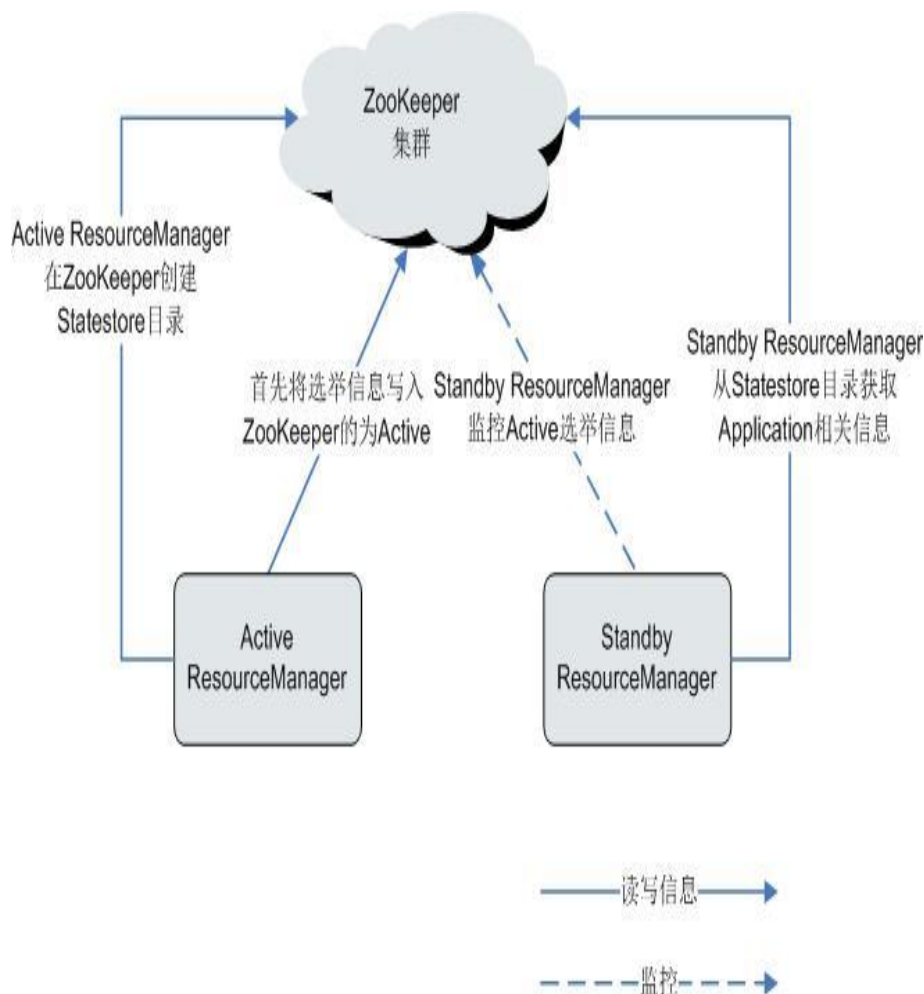 ZooKeeper
集群
Active ResourceManager
在ZooKeeper创建
Statestore目录
首先将选举信息写入
ZooKeeper的为Active
Standby ResourceManager
监控Active选举信息
Standby ResourceManager
从Statestore目录获取
Application相关信息
Active
ResourceManager
Standby
ResourceManager
读写信息
监控